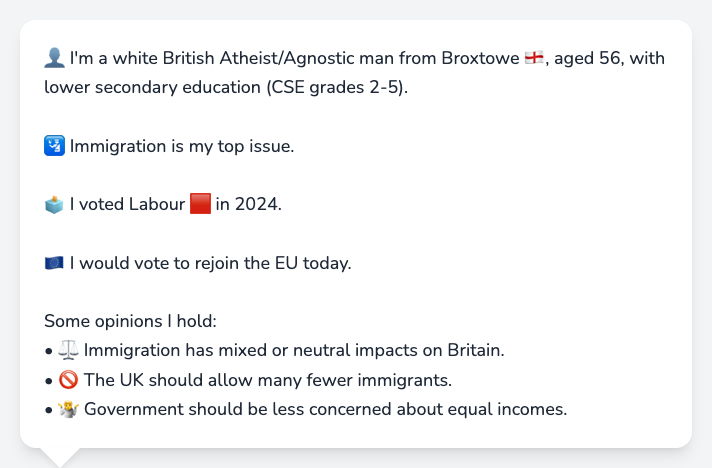 👤 I'm a white British Atheist/Agnostic man from Broxtowe 🏴󠁧󠁢󠁥󠁮󠁧󠁿, aged 56, with
lower secondary education (CSE grades 2-5).
🛂 Immigration is my top issue.
🗳️ I voted Labour 🟥 in 2024.
🇪🇺 I would vote to rejoin the EU today.
Some opinions I hold:
• ⚖️ Immigration has mixed or neutral impacts on Britain.
• 🚫 The UK should allow many fewer immigrants.
• 🤷 Government should be less concerned about equal incomes.